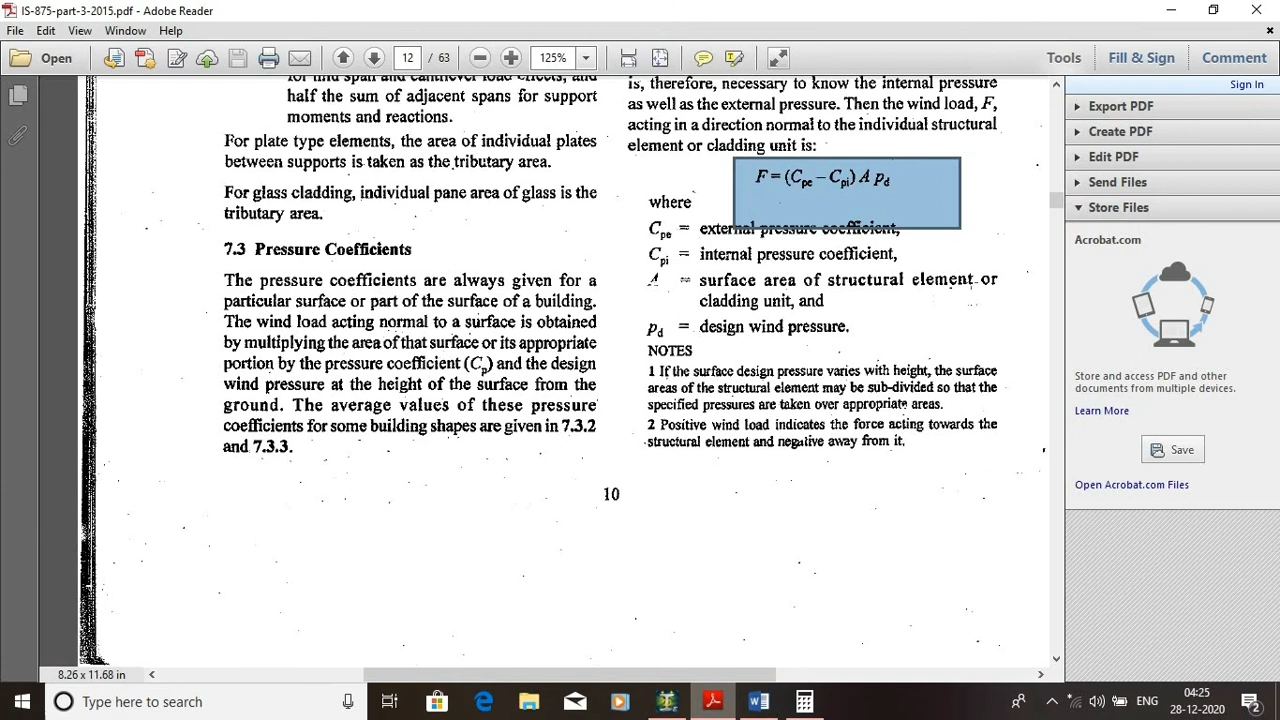 IS-875-part-3-2015.pdf - Adobe Reader
File Edit View Window Help
Open
12 / 63
125%
Tools
Fill & Sign
Comment
for mid span and cantilever load effects, and
half the sum of adjacent spans for support
moments and reactions.
For plate type elements, the area of individual plates
between supports is taken as the tributary area.
For glass cladding, individual pane area of glass is the
tributary area.
7.3 Pressure Coefficients
The pressure coefficients are always given for a
particular surface or part of the surface of a building.
The wind load acting normal to a surface is obtained
by multiplying the area of that surface or its appropriate
portion by the pressure coefficient (Cp) and the design
wind pressure at the height of the surface from the
ground. The average values of these pressure
coefficients for some building shapes are given in 7.3.2
and 7.3.3.
is, therefore, necessary to know the internal pressure
as well as the external pressure. Then the wind load, F,
acting in a direction normal to the individual structural
element or cladding unit is:
F = (Cpe – Cpi) A pd
where
Cpe = external pressure coefficient,
Cpi = internal pressure coefficient,
A = surface area of structural element or
cladding unit, and
pd = design wind pressure.
NOTES
1 If the surface design pressure varies with height, the surface
areas of the structural element may be sub-divided so that the
specified pressures are taken over appropriate areas.
2 Positive wind load indicates the force acting towards the
structural element and negative away from it.
10
Sign In
Export PDF
Create PDF
Edit PDF
Send Files
Store Files
Acrobat.com
Store and access PDF and other
documents from multiple devices.
Learn More
Save
Open Acrobat.com Files
8.26 x 11.68 in
Type here to search
ENG
04:25
28-12-2020
2